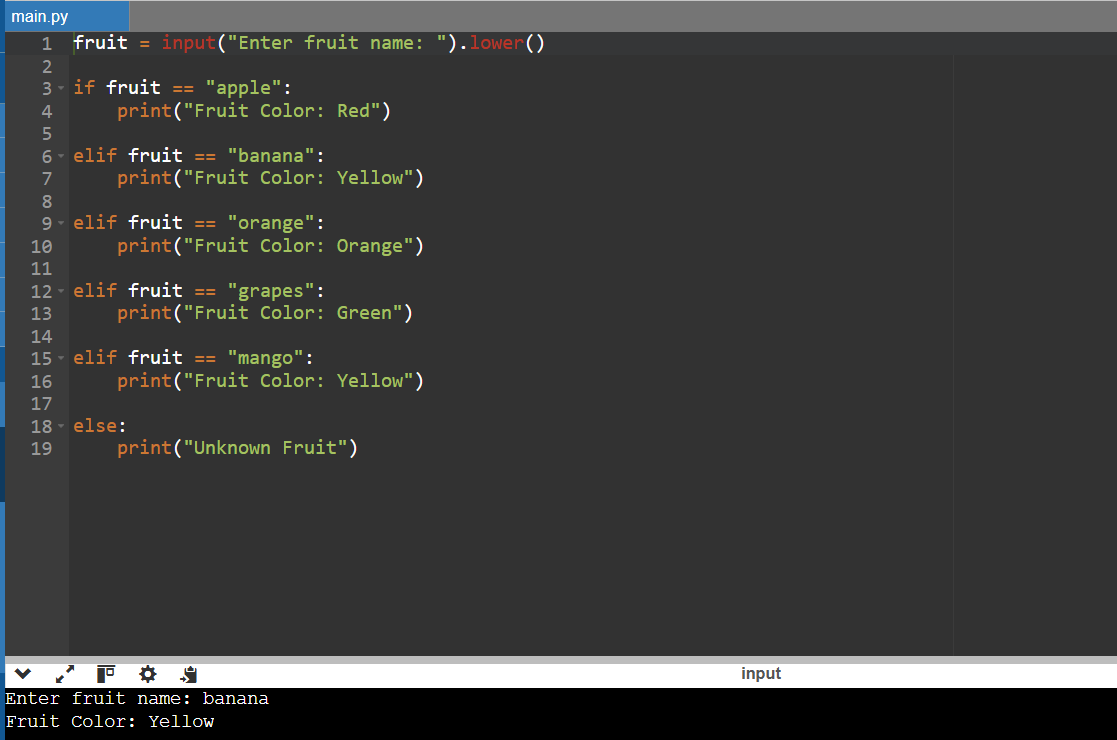 main.py
1 fruit = input("Enter fruit name: ").lower()
2
3 if fruit == "apple":
4     print("Fruit Color: Red")
5
6 elif fruit == "banana":
7     print("Fruit Color: Yellow")
8
9 elif fruit == "orange":
10     print("Fruit Color: Orange")
11
12 elif fruit == "grapes":
13     print("Fruit Color: Green")
14
15 elif fruit == "mango":
16     print("Fruit Color: Yellow")
17
18 else:
19     print("Unknown Fruit")
input
Enter fruit name: banana
Fruit Color: Yellow